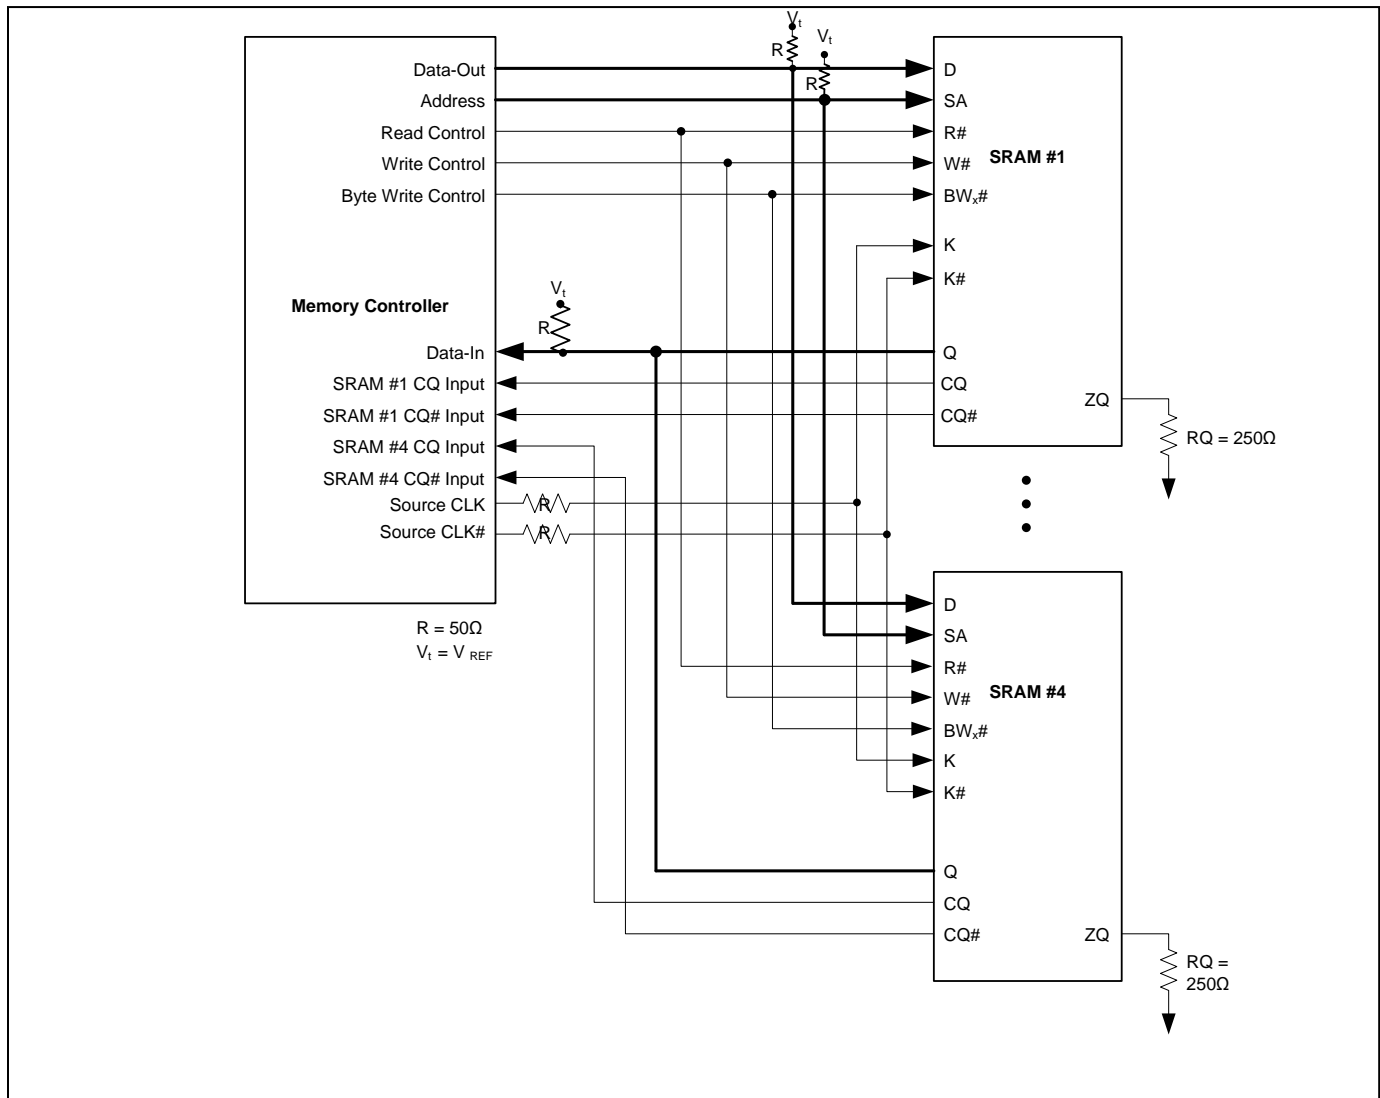 Vt
Vt
R
R
Data-Out
Address
Read Control
Write Control
Byte Write Control
Memory Controller
Vt
R
Data-In
SRAM #1 CQ Input
SRAM #1 CQ# Input
SRAM #4 CQ Input
SRAM #4 CQ# Input
Source CLK
R
Source CLK#
R
R = 50Ω
Vt = V REF
D
SA
R#
SRAM #1
W#
BWx#
K
K#
Q
CQ
ZQ
CQ#
RQ = 250Ω
D
SA
R#
SRAM #4
W#
BWx#
K
K#
Q
CQ
CQ#
ZQ
RQ =
250Ω